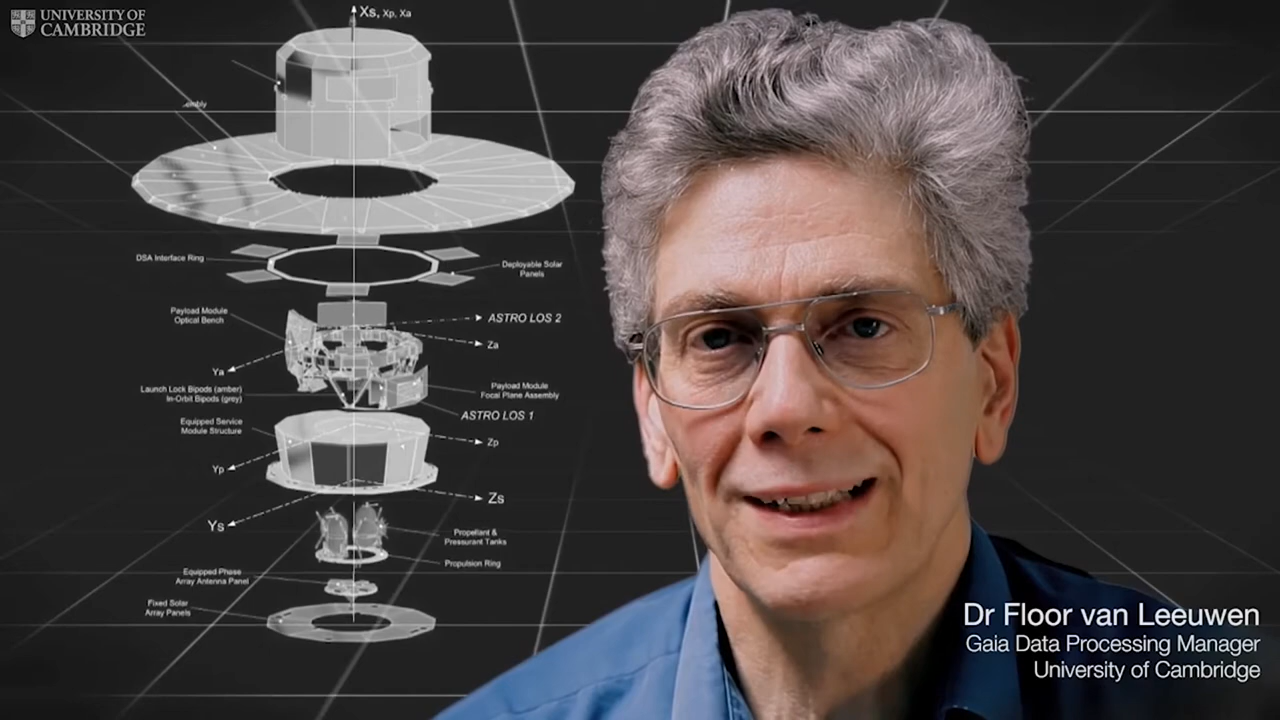 UNIVERSITY OF
CAMBRIDGE
Xs, Xp, Xa
DSA Interface Ring
Deployable Solar
Panels
Payload Module
Optical Bench
ASTRO LOS 2
Za
Ya
Launch Lock Bipods (amber)
In-Orbit Bipods (grey)
Payload Module
Focal Plane Assembly
ASTRO LOS 1
Equipped Service
Module Structure
Zp
Yp
Zs
Ys
Propellant &
Pressurant Tanks
Propulsion Ring
Equipped Phase
Array Antenna Panel
Fixed Solar
Array Panels
Dr Floor van Leeuwen
Gaia Data Processing Manager
University of Cambridge